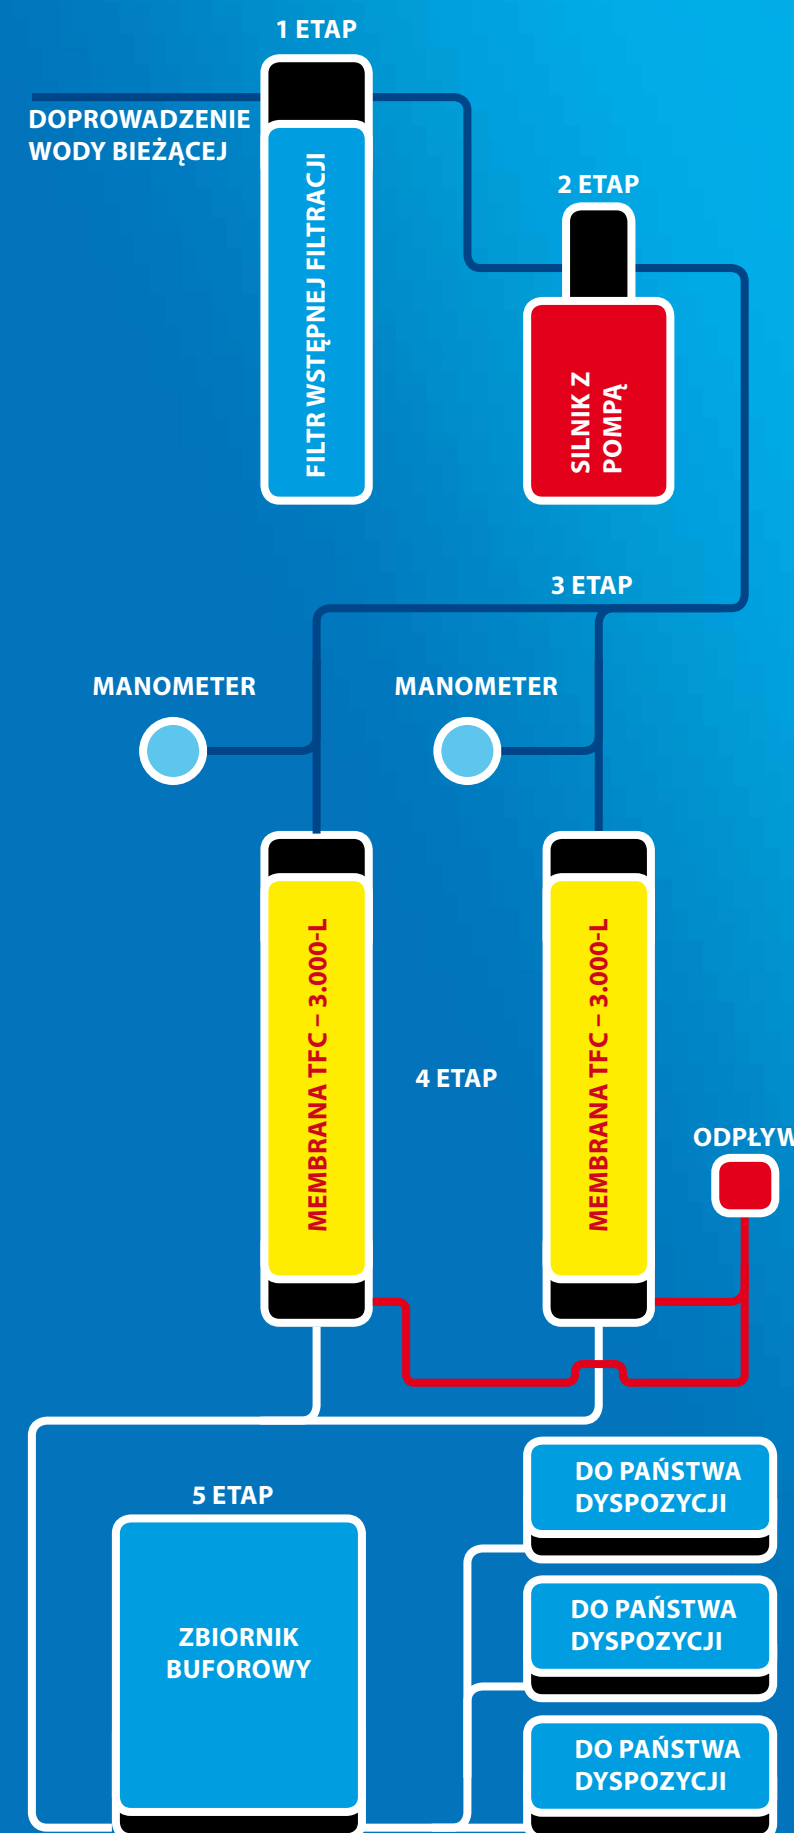 1 ETAP
DOPROWADZENIE
WODY BIEŻĄCEJ
FILTR WSTĘPNEJ FILTRACJI
2 ETAP
SILNIK Z
POMPĄ
3 ETAP
MANOMETER
MANOMETER
MEMBRANA TFC – 3.000-L
4 ETAP
MEMBRANA TFC – 3.000-L
ODPŁYW
5 ETAP
ZBIORNIK
BUFOROWY
DO PAŃSTWA
DYSPOZYCJI
DO PAŃSTWA
DYSPOZYCJI
DO PAŃSTWA
DYSPOZYCJI